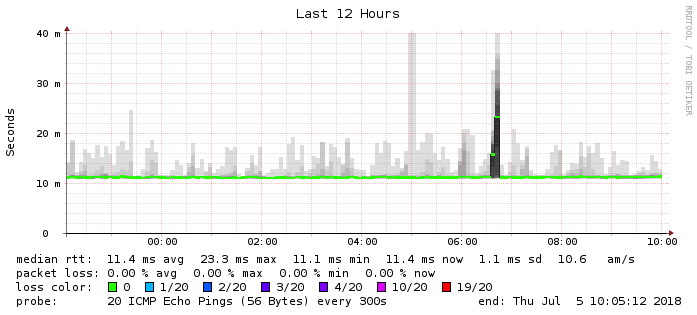 Last 12 Hours
RRDTOOL / TOBI OETIKER
40 m
30 m
20 m
10 m
0
Seconds
00:00 02:00 04:00 06:00 08:00 10:00
median rtt: 11.4 ms avg 23.3 ms max 11.1 ms min 11.4 ms now 1.1 ms sd 10.6 am/s
packet loss: 0.00 % avg 0.00 % max 0.00 % min 0.00 % now
loss color: 0 1/20 2/20 3/20 4/20 10/20 19/20
probe: 20 ICMP Echo Pings (56 Bytes) every 300s end: Thu Jul 5 10:05:12 2018